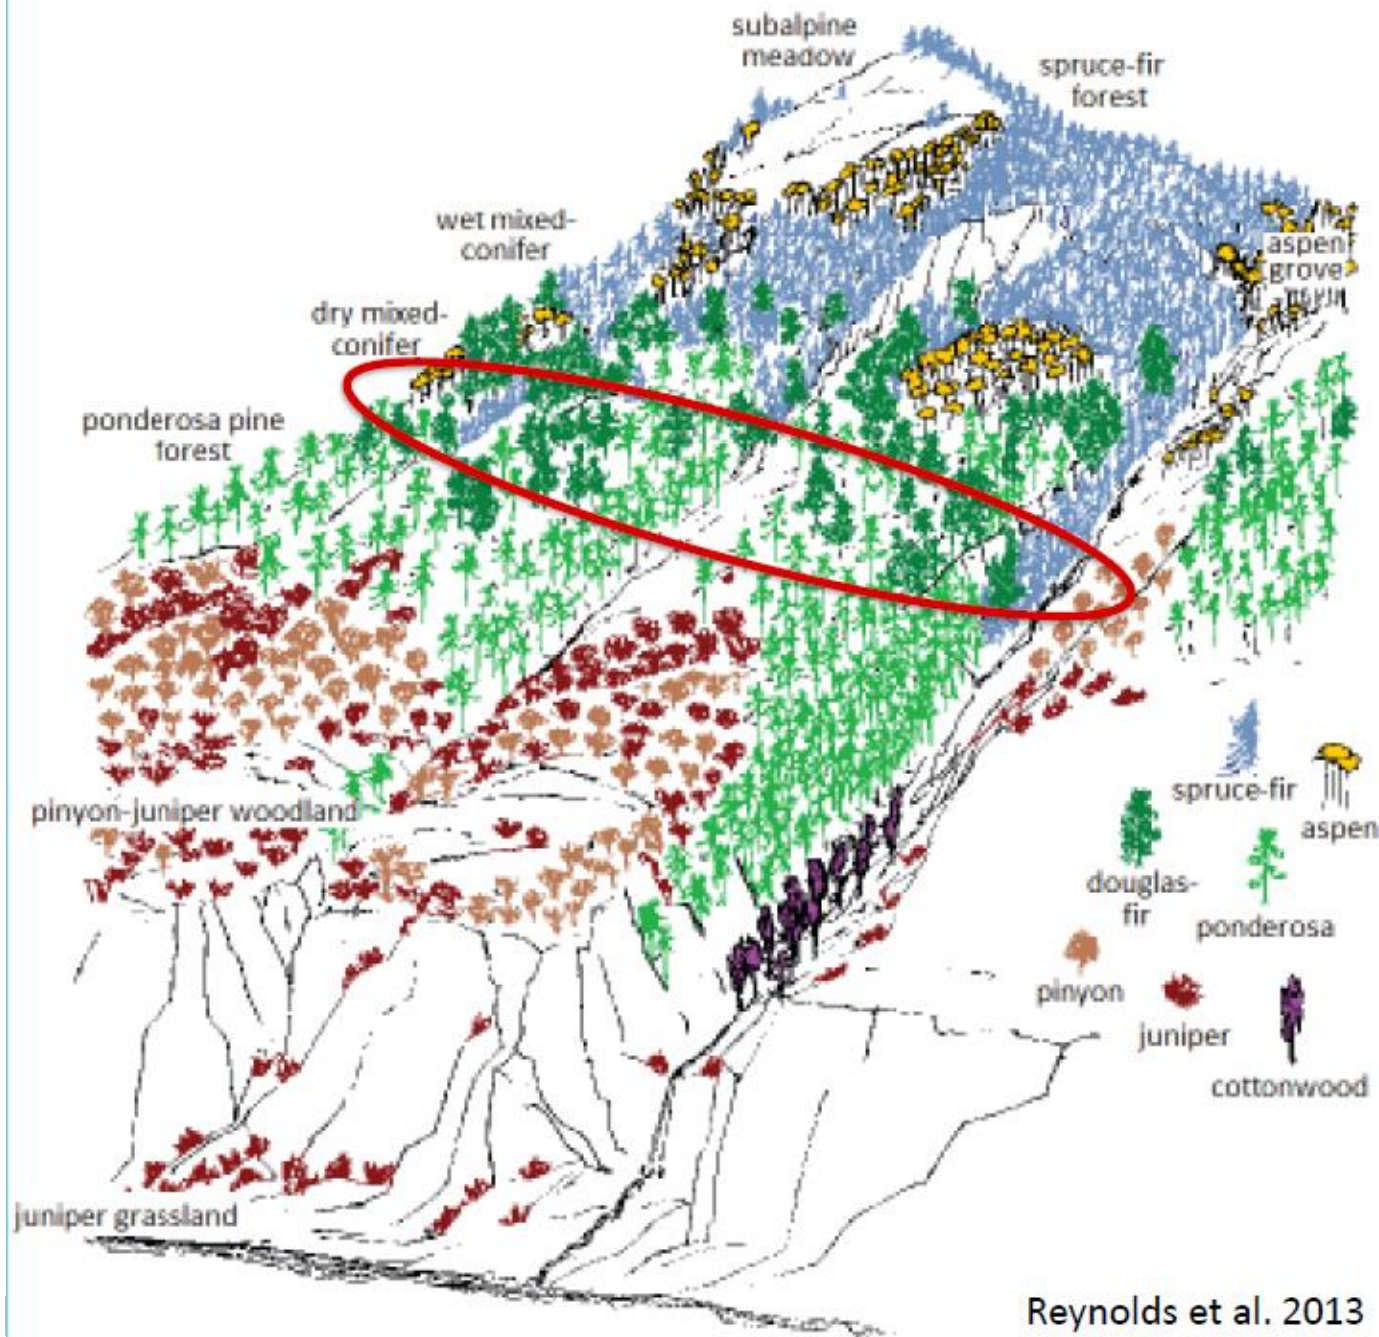 subalpine
meadow
spruce-fir
forest
wet mixed-
conifer
aspen
grove
dry mixed-
conifer
ponderosa pine
forest
spruce-fir
aspen
pinyon-juniper woodland
douglas-
fir
ponderosa
pinyon
juniper
cottonwood
juniper grassland
Reynolds et al. 2013